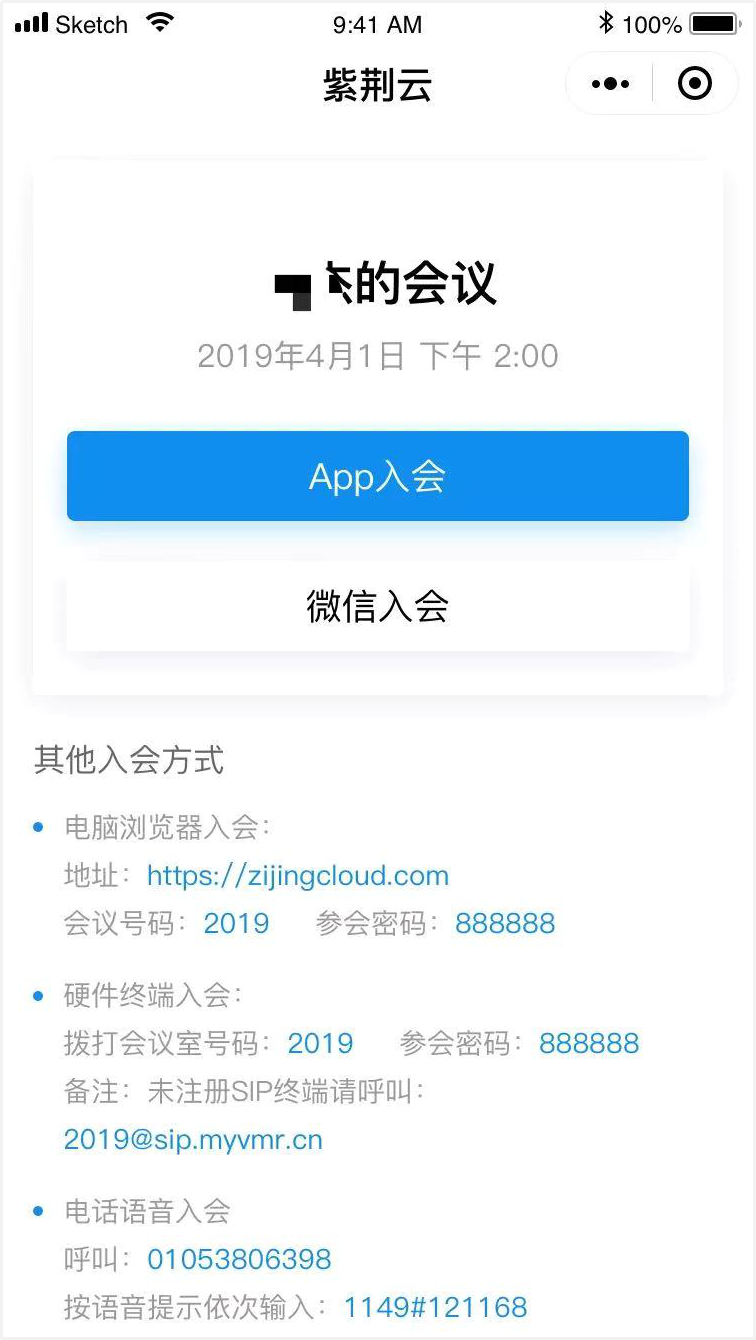 Sketch 9:41 AM 100%
紫荆云
的会议
2019年4月1日 下午 2:00
App入会
微信入会
其他入会方式
电脑浏览器入会：
地址：https://zijingcloud.com
会议号码：2019 参会密码：888888
硬件终端入会：
拨打会议室号码：2019 参会密码：888888
备注：未注册SIP终端请呼叫：
2019@sip.myvmr.cn
电话语音入会
呼叫：01053806398
按语音提示依次输入：1149#121168